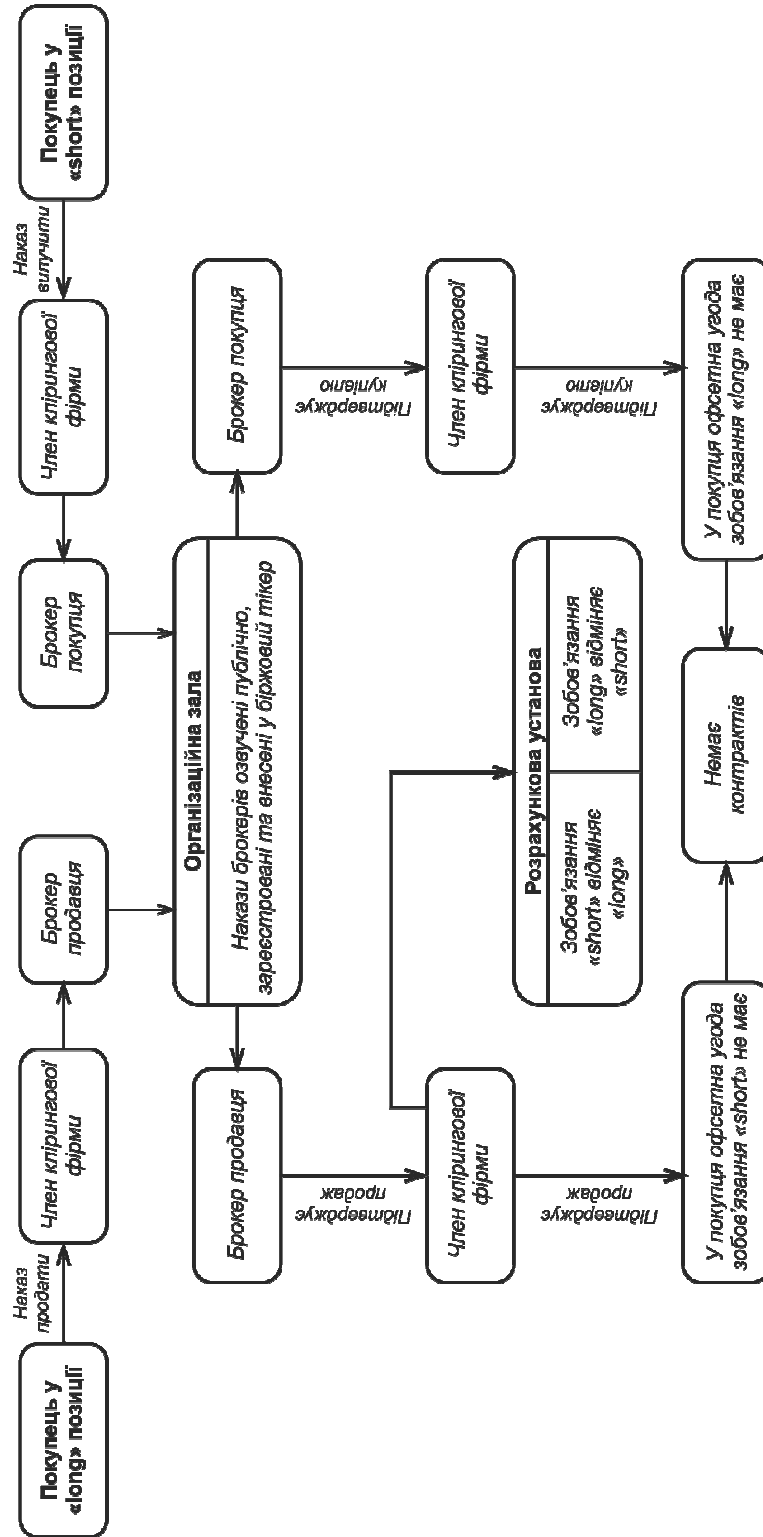 Покупець у
«long» позиції
Наказ
продати
Член клірингової
фірми
Брокер
продавця
Брокер
покупця
Член клірингової
фірми
Наказ
вилучити
Покупець у
«short» позиції
Організаційна зала
Накази брокерів озвучені публічно,
зареєстровані та внесені у біржовий тікер
Брокер продавця
Брокер покупця
Підтверджує
продаж
Підтверджує
купівлю
Член клірингової
фірми
Розрахункова установа
Зобов’язання
«short» відміняє
«long»
Зобов’язання
«long» відміняє
«short»
Член клірингової
фірми
Підтверджує
продаж
Підтверджує
купівлю
У покупця офсетна угода
зобов’язання «short» не має
Немає
контрактів
У покупця офсетна угода
зобов’язання «long» не має